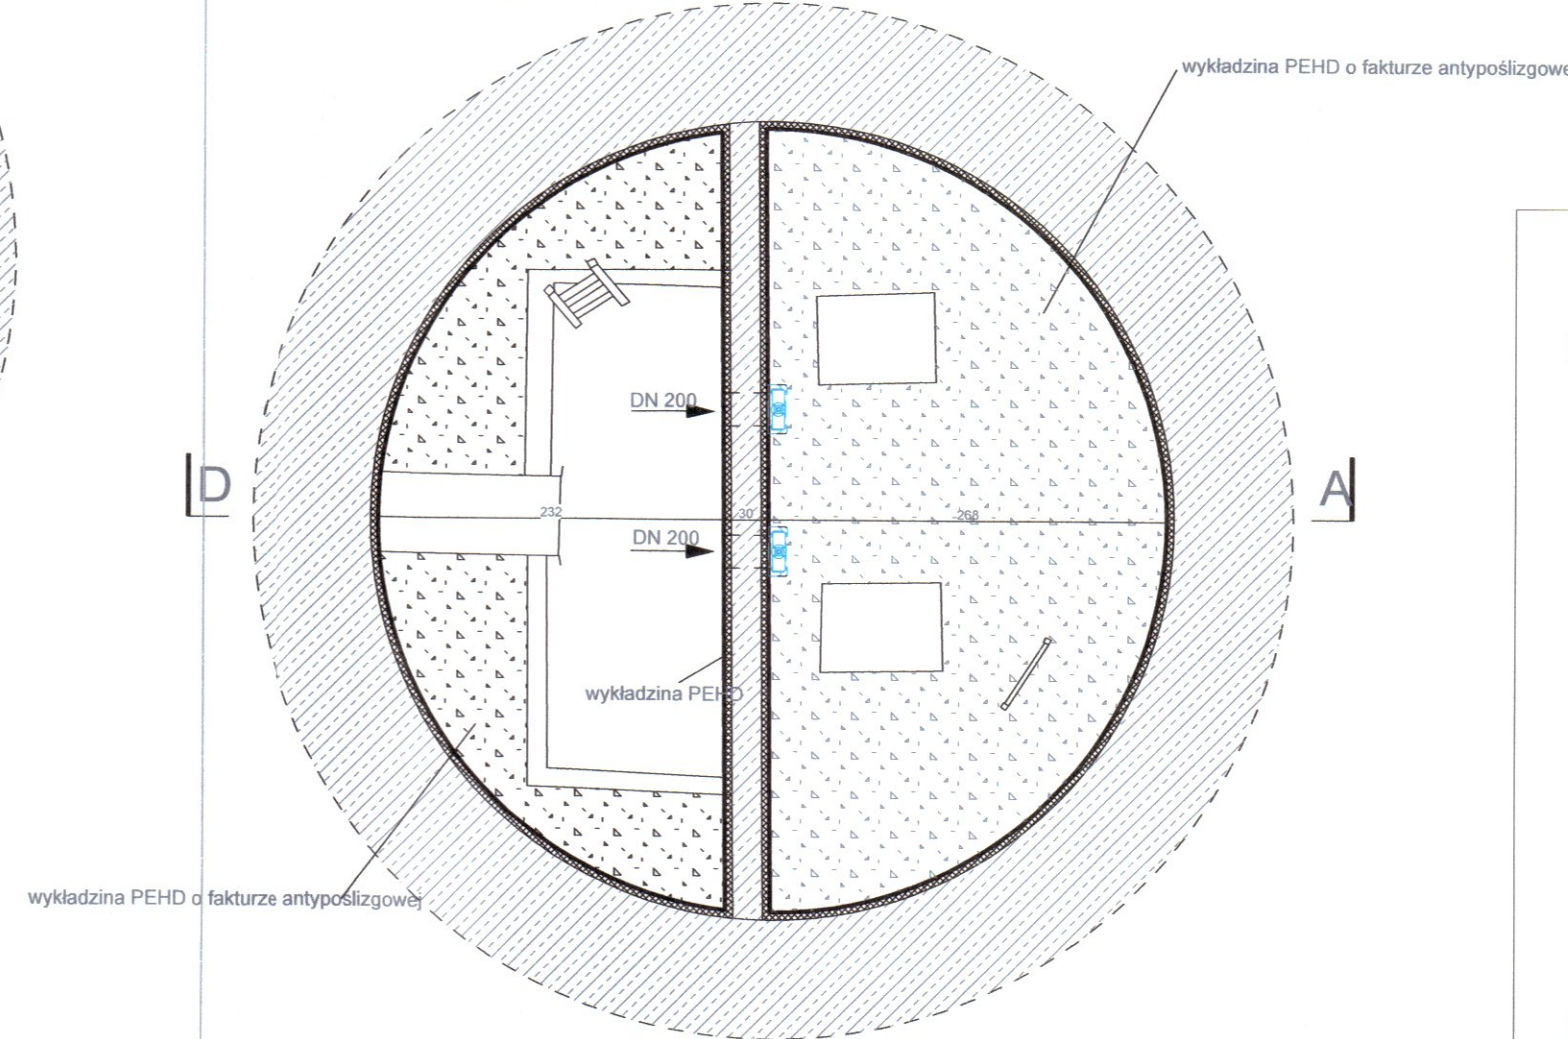 wykładzina PEHD o fakturze antypoślizgowe
DN 200
D
A
232
30
268
DN 200
wykładzina PEHD
wykładzina PEHD o fakturze antypoślizgowej